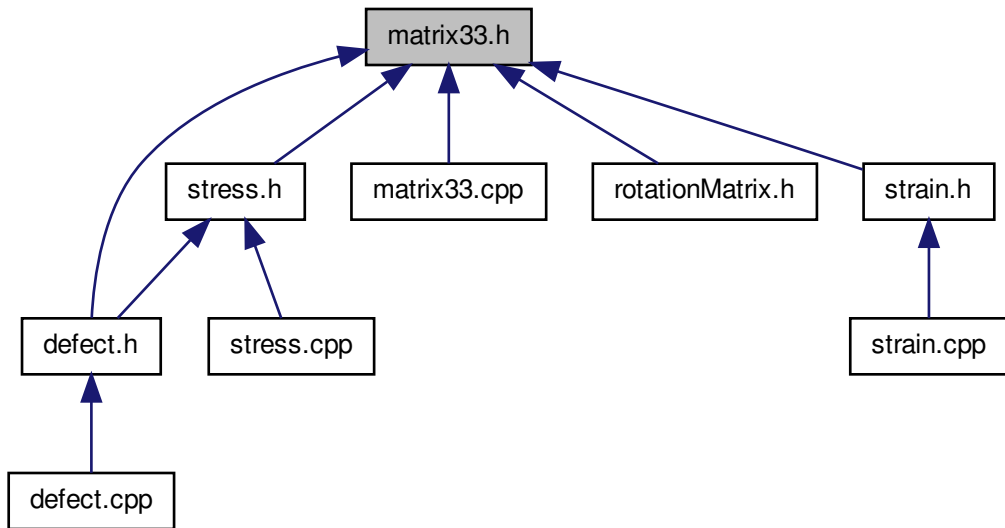 matrix33.h
stress.h
matrix33.cpp
rotationMatrix.h
strain.h
defect.h
stress.cpp
strain.cpp
defect.cpp